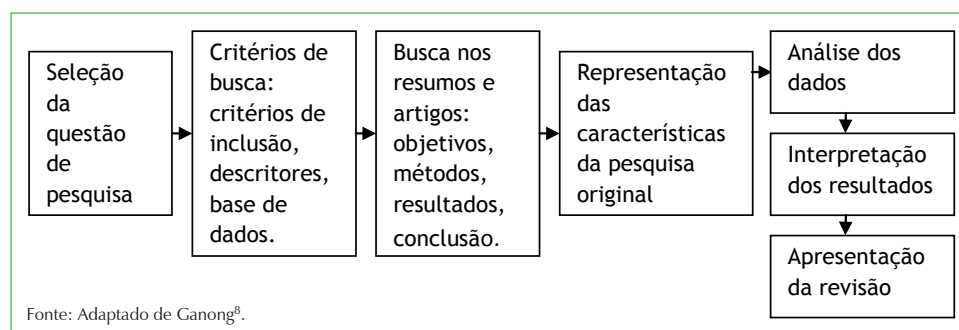 Seleção
da
questão
de
pesquisa
Critérios de
busca:
critérios de
inclusão,
descritores,
base de
dados.
Busca nos
resumos e
artigos:
objetivos,
métodos,
resultados,
conclusão.
Representação
das
características
da pesquisa
original
Análise dos
dados
Interpretação
dos resultados
Apresentação
da revisão
Fonte: Adaptado de Ganong⁸.